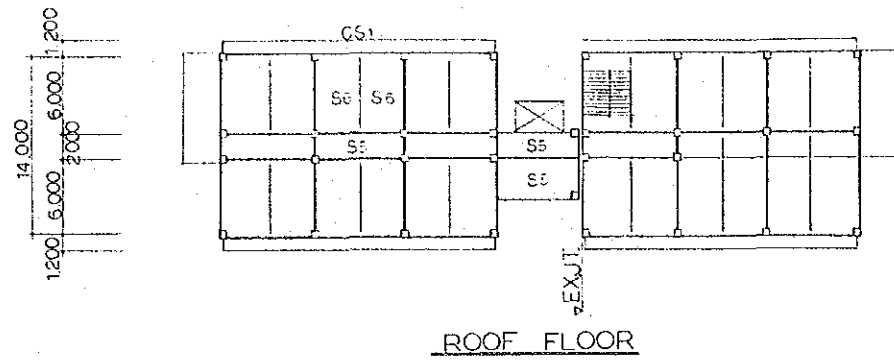 CS1
1,200
6,000
14,000
2,000
6,000
1,200
S6 S6
S5 S5
S5
EXJT.
ROOF FLOOR